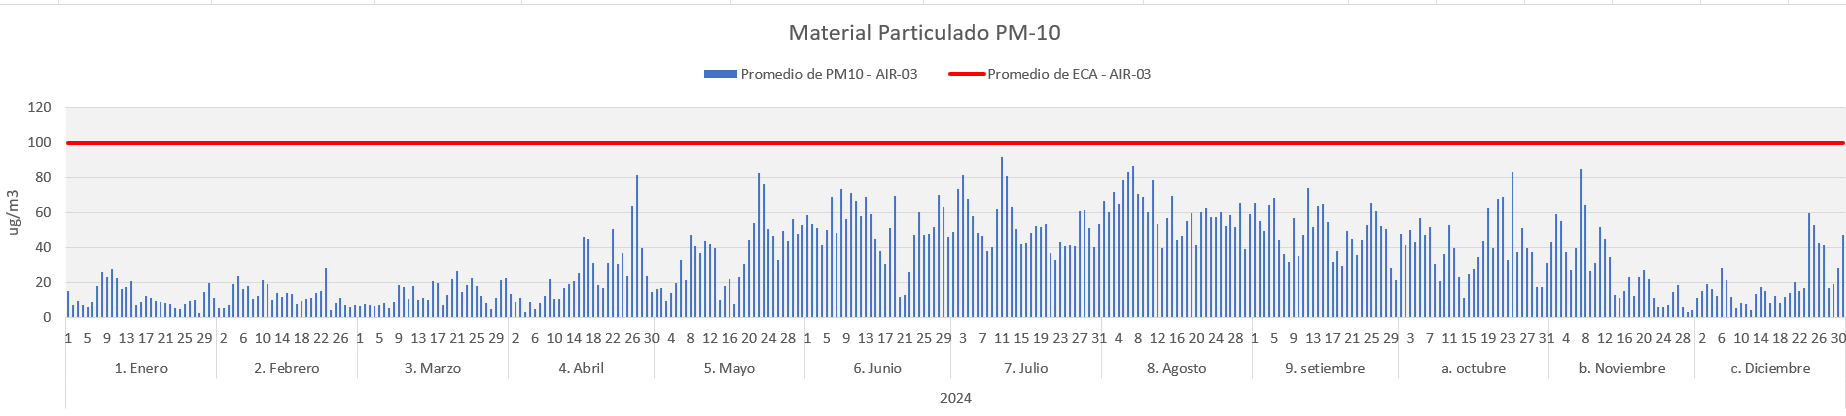 Material Particulado PM-10
Promedio de PM10 - AIR-03 Promedio de ECA - AIR-03
ug/m3
120
100
80
60
40
20
0
1 5 9 13 17 21 25 29 2 6 10 14 18 22 26 1 5 9 13 17 21 25 29 2 6 10 14 18 22 26 30 4 8 12 16 20 24 28 1 5 9 13 17 21 25 29 3 7 11 15 19 23 27 31 4 8 12 16 20 24 28 1 5 9 13 17 21 25 29 3 7 11 15 19 23 27 31 4 8 12 16 20 24 28 2 6 10 14 18 22 26 30
1. Enero 2. Febrero 3. Marzo 4. Abril 5. Mayo 6. Junio 7. Julio 8. Agosto 9. setiembre a. octubre b. Noviembre c. Diciembre
2024